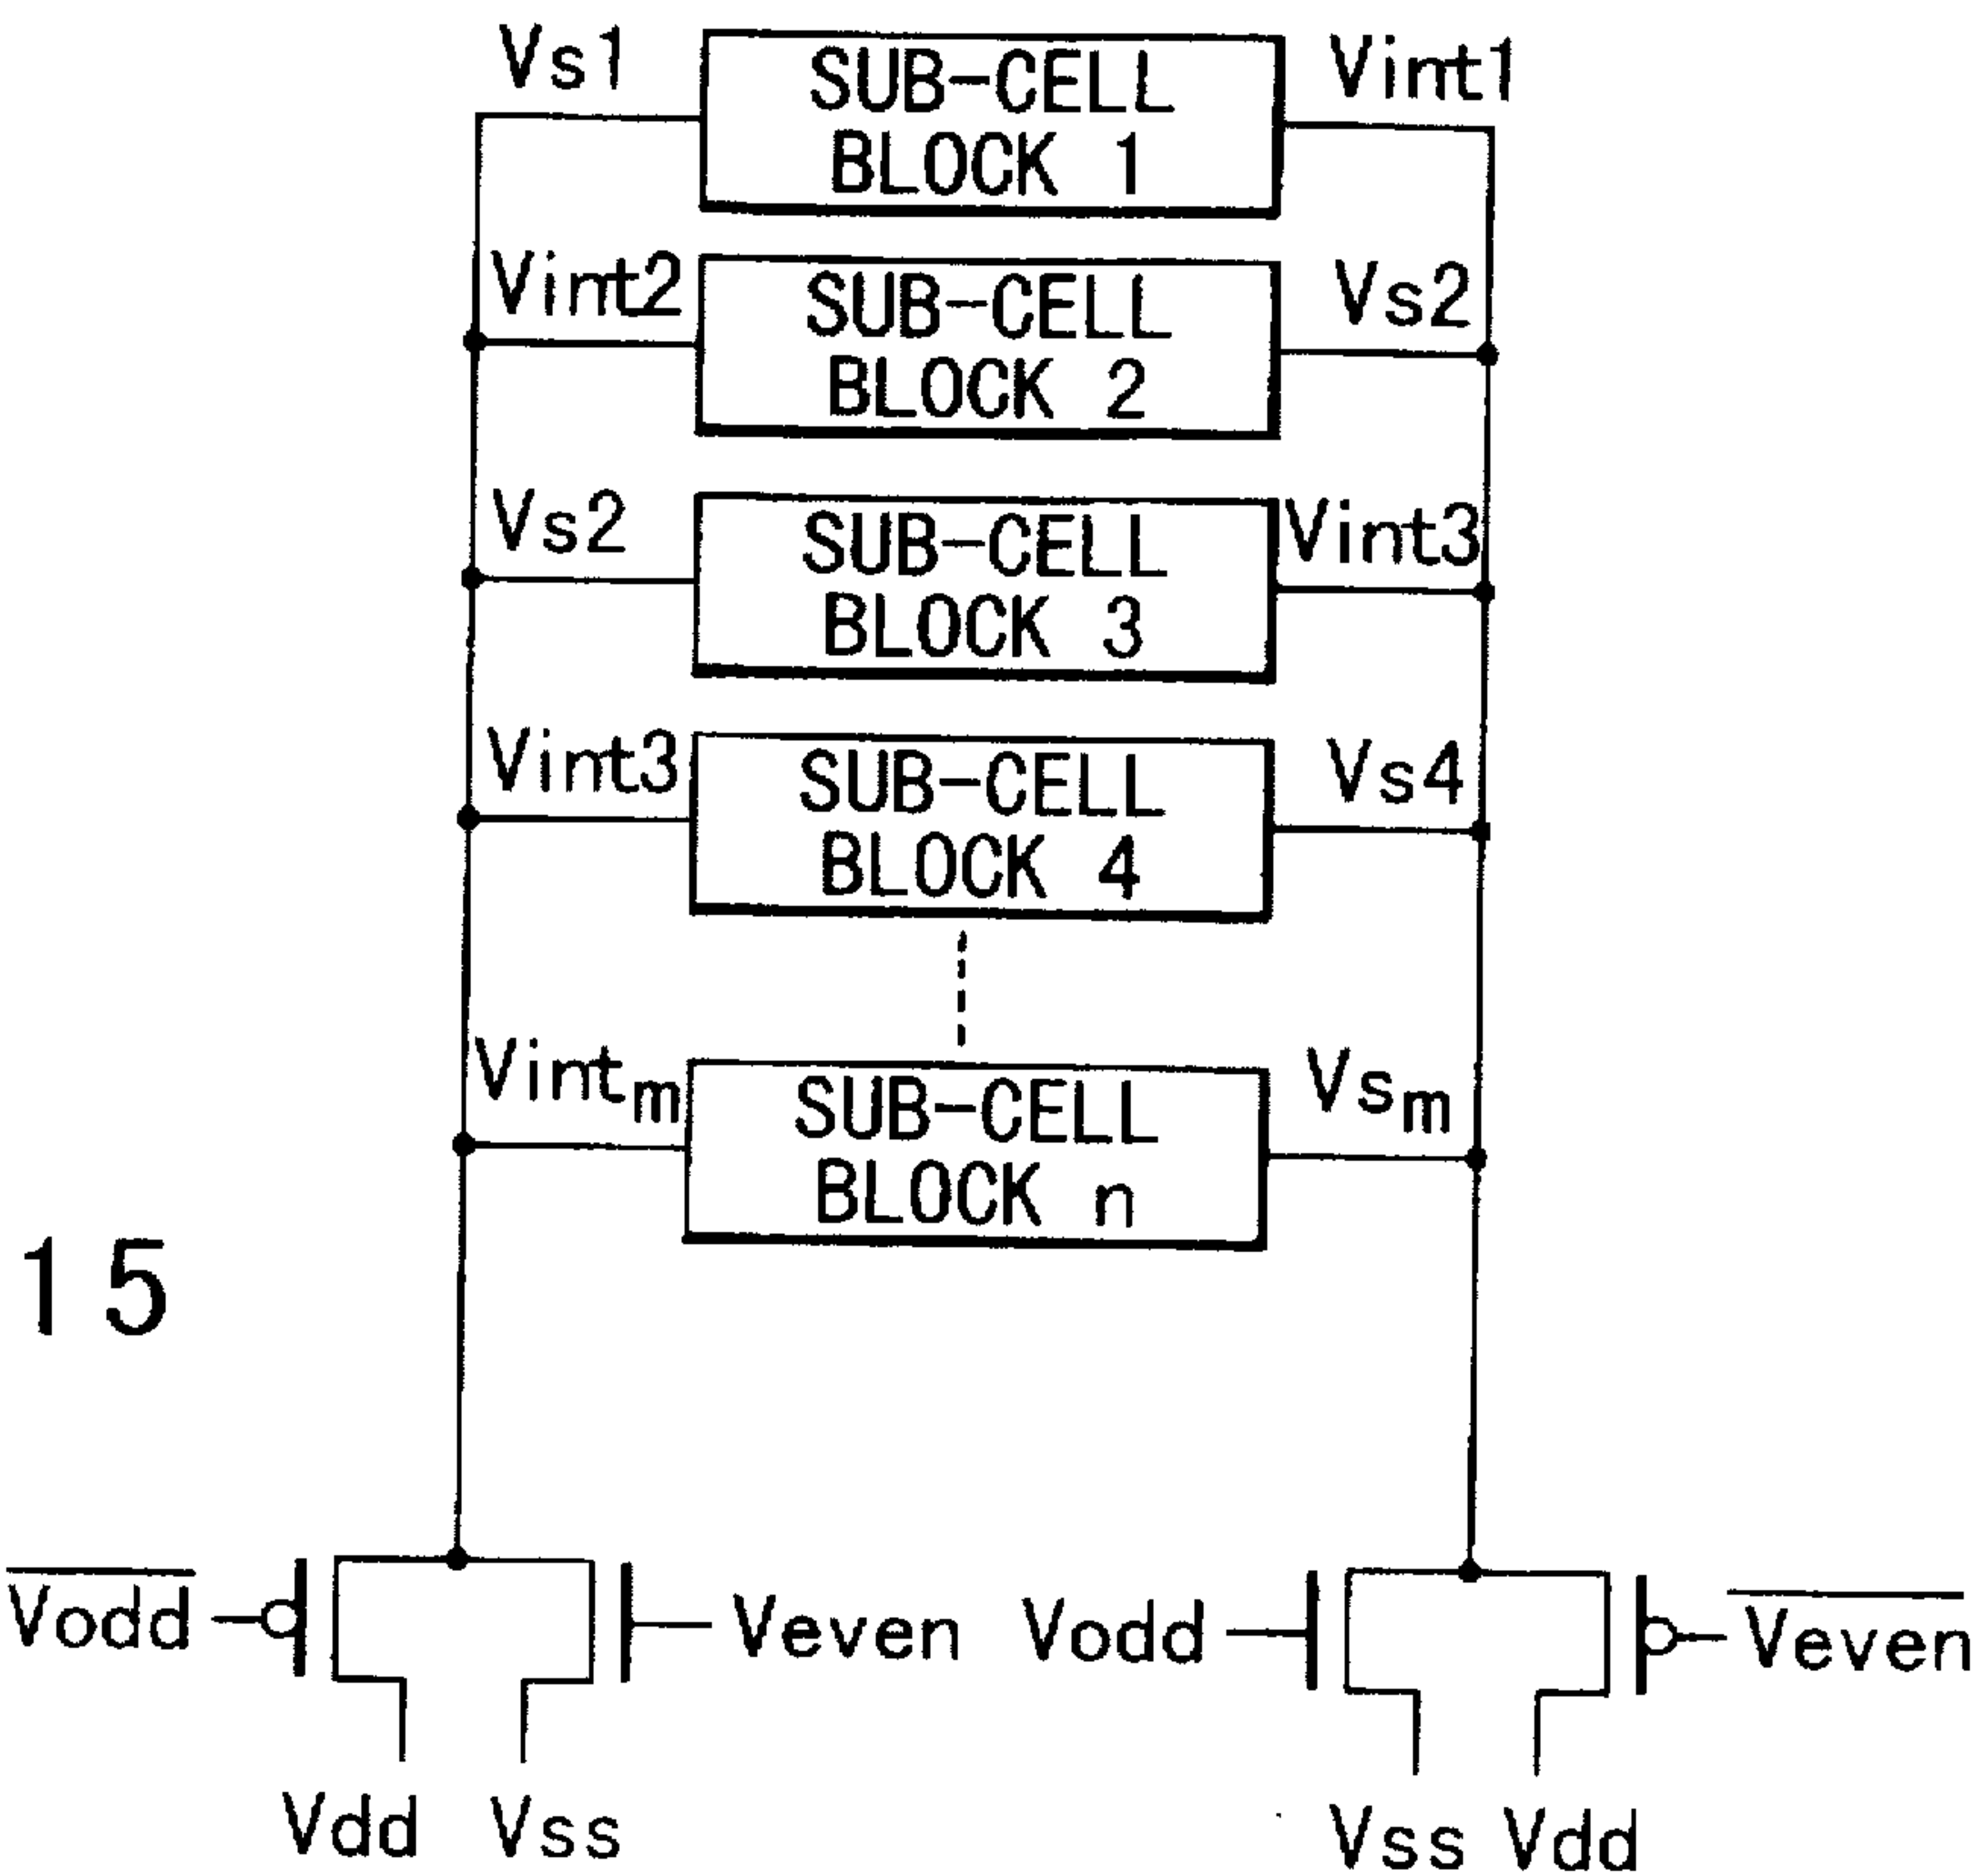 Vs1
SUB-CELL
BLOCK 1
Vint1
Vint2
SUB-CELL
BLOCK 2
Vs2
Vs2
SUB-CELL
BLOCK 3
Vint3
Vint3
SUB-CELL
BLOCK 4
Vs4
Vintm
SUB-CELL
BLOCK n
Vsm
15
Vodd
Veven
Vodd
Veven
Vdd
Vss
Vss
Vdd